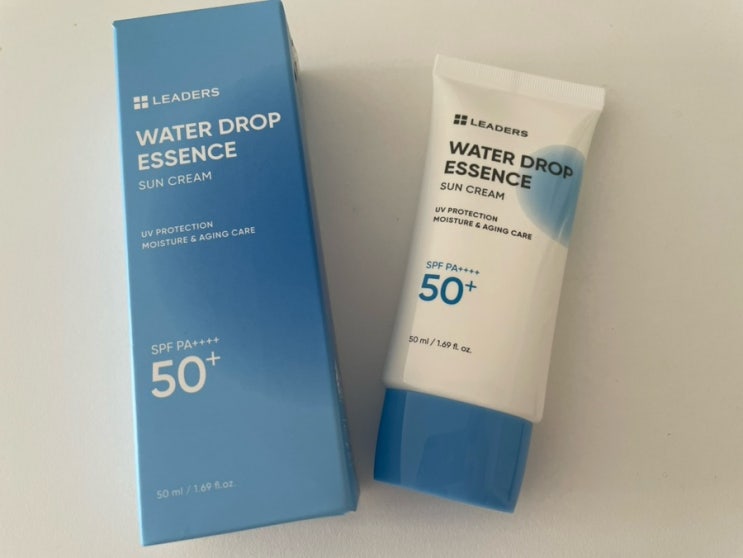 LEADERS
WATER DROP
ESSENCE
SUN CREAM
UV PROTECTION
MOISTURE & AGING CARE
SPF PA++++
50+
50 ml / 1.69 fl.oz.
LEADERS
WATER DROP
ESSENCE
SUN CREAM
UV PROTECTION
MOISTURE & AGING CARE
SPF PA++++
50+
50 ml / 1.69 fl. oz.